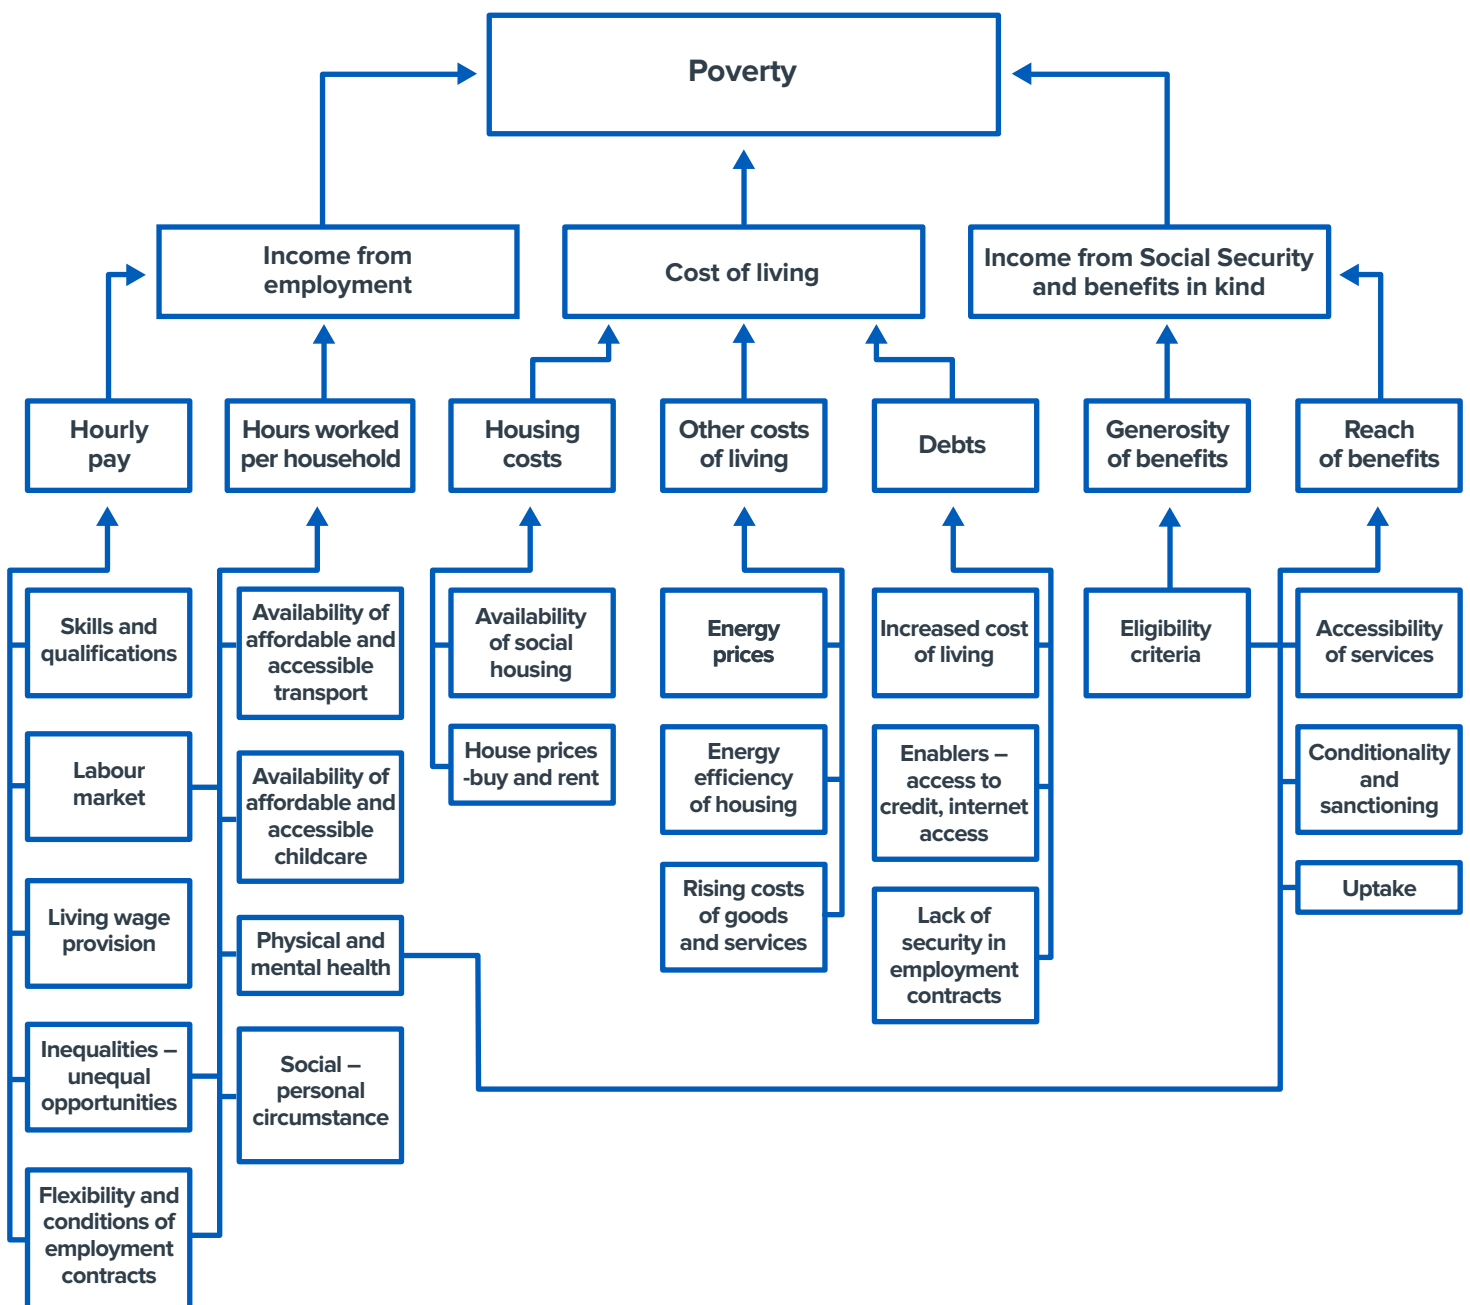 Poverty
Income from
employment
Cost of living
Income from Social Security
and benefits in kind
Hourly
pay
Hours worked
per household
Housing
costs
Other costs
of living
Debts
Generosity
of benefits
Reach
of benefits
Skills and
qualifications
Labour
market
Living wage
provision
Inequalities –
unequal
opportunities
Flexibility and
conditions of
employment
contracts
Availability of
affordable and
accessible
transport
Availability of
affordable and
accessible
childcare
Physical and
mental health
Social –
personal
circumstance
Availability
of social
housing
House prices
-buy and rent
Energy
prices
Energy
efficiency
of housing
Rising costs
of goods
and services
Increased cost
of living
Enablers –
access to
credit, internet
access
Lack of
security in
employment
contracts
Eligibility
criteria
Accessibility
of services
Conditionality
and
sanctioning
Uptake